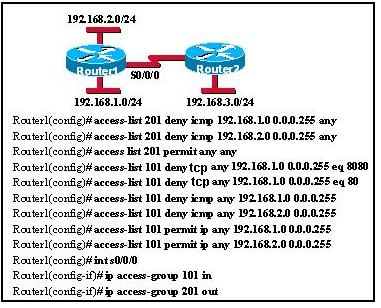 192.168.2.0/24
Router1
S0/0/0
Router2
192.168.1.0/24
192.168.3.0/24
Router1(config)# access-list 201 deny icmp 192.168.1.0 0.0.0.255 any
Router1(config)# access-list 201 deny icmp 192.168.2.0 0.0.0.255 any
Router1(config)# access list 201 permit any any
Router1(config)# access-list 101 deny tcp any 192.168.1.0 0.0.0.255 eq 8080
Router1(config)# access-list 101 deny tcp any 192.168.1.0 0.0.0.255 eq 80
Router1(config)# access-list 101 deny icmp any 192.168.1.0 0.0.0.255
Router1(config)# access-list 101 deny icmp any 192.168.2.0 0.0.0.255
Router1(config)# access-list 101 permit ip any 192.168.1.0 0.0.0.255
Router1(config)# access-list 101 permit ip any 192.168.2.0 0.0.0.255
Router1(config)# int s0/0/0
Router1(config-if)# ip access-group 101 in
Router1(config-if)# ip access-group 201 out